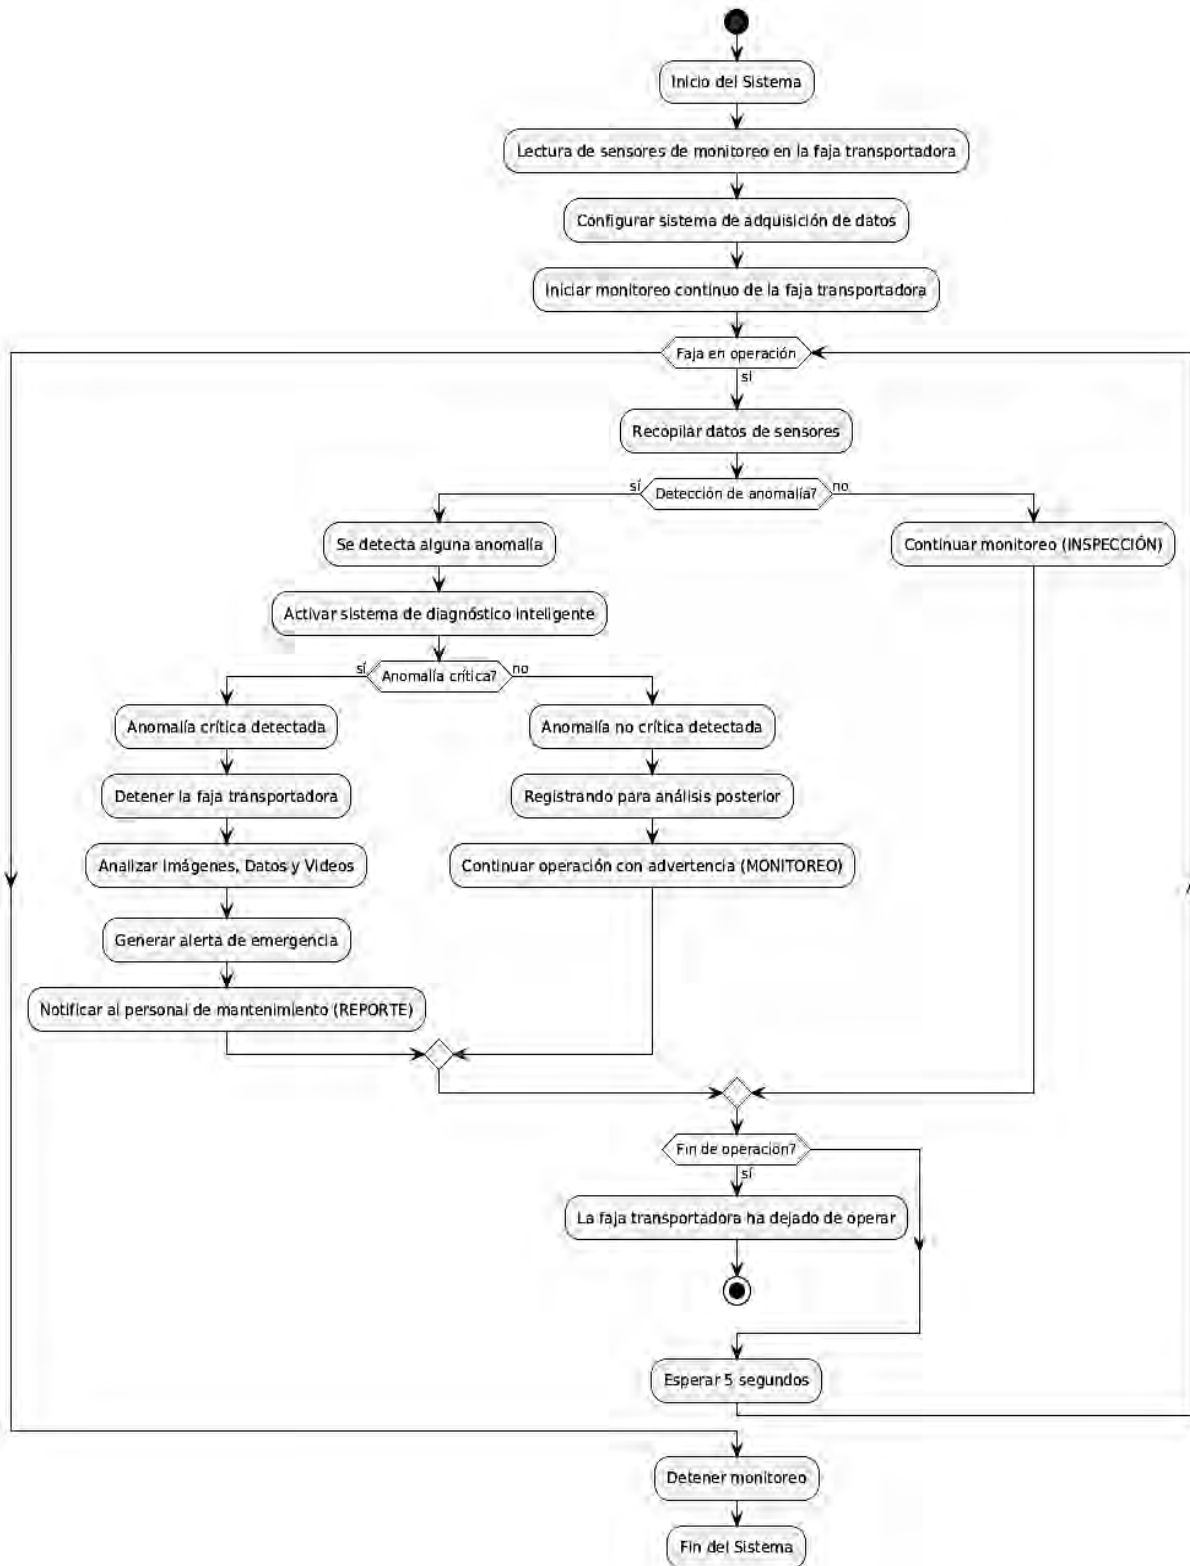 Inicio del Sistema
Lectura de sensores de monitoreo en la faja transportadora
Configurar sistema de adquisición de datos
Iniciar monitoreo continuo de la faja transportadora
Faja en operación
sí
Recopilar datos de sensores
sí
Detección de anomalía?
no
Se detecta alguna anomalía
Continuar monitoreo (INSPECCIÓN)
Activar sistema de diagnóstico inteligente
sí
Anomalía crítica?
no
Anomalía crítica detectada
Anomalía no crítica detectada
Detener la faja transportadora
Registrando para análisis posterior
Analizar Imágenes, Datos y Videos
Continuar operación con advertencia (MONITOREO)
Generar alerta de emergencia
Notificar al personal de mantenimiento (REPORTE)
Fin de operación?
sí
La faja transportadora ha dejado de operar
Esperar 5 segundos
Detener monitoreo
Fin del Sistema